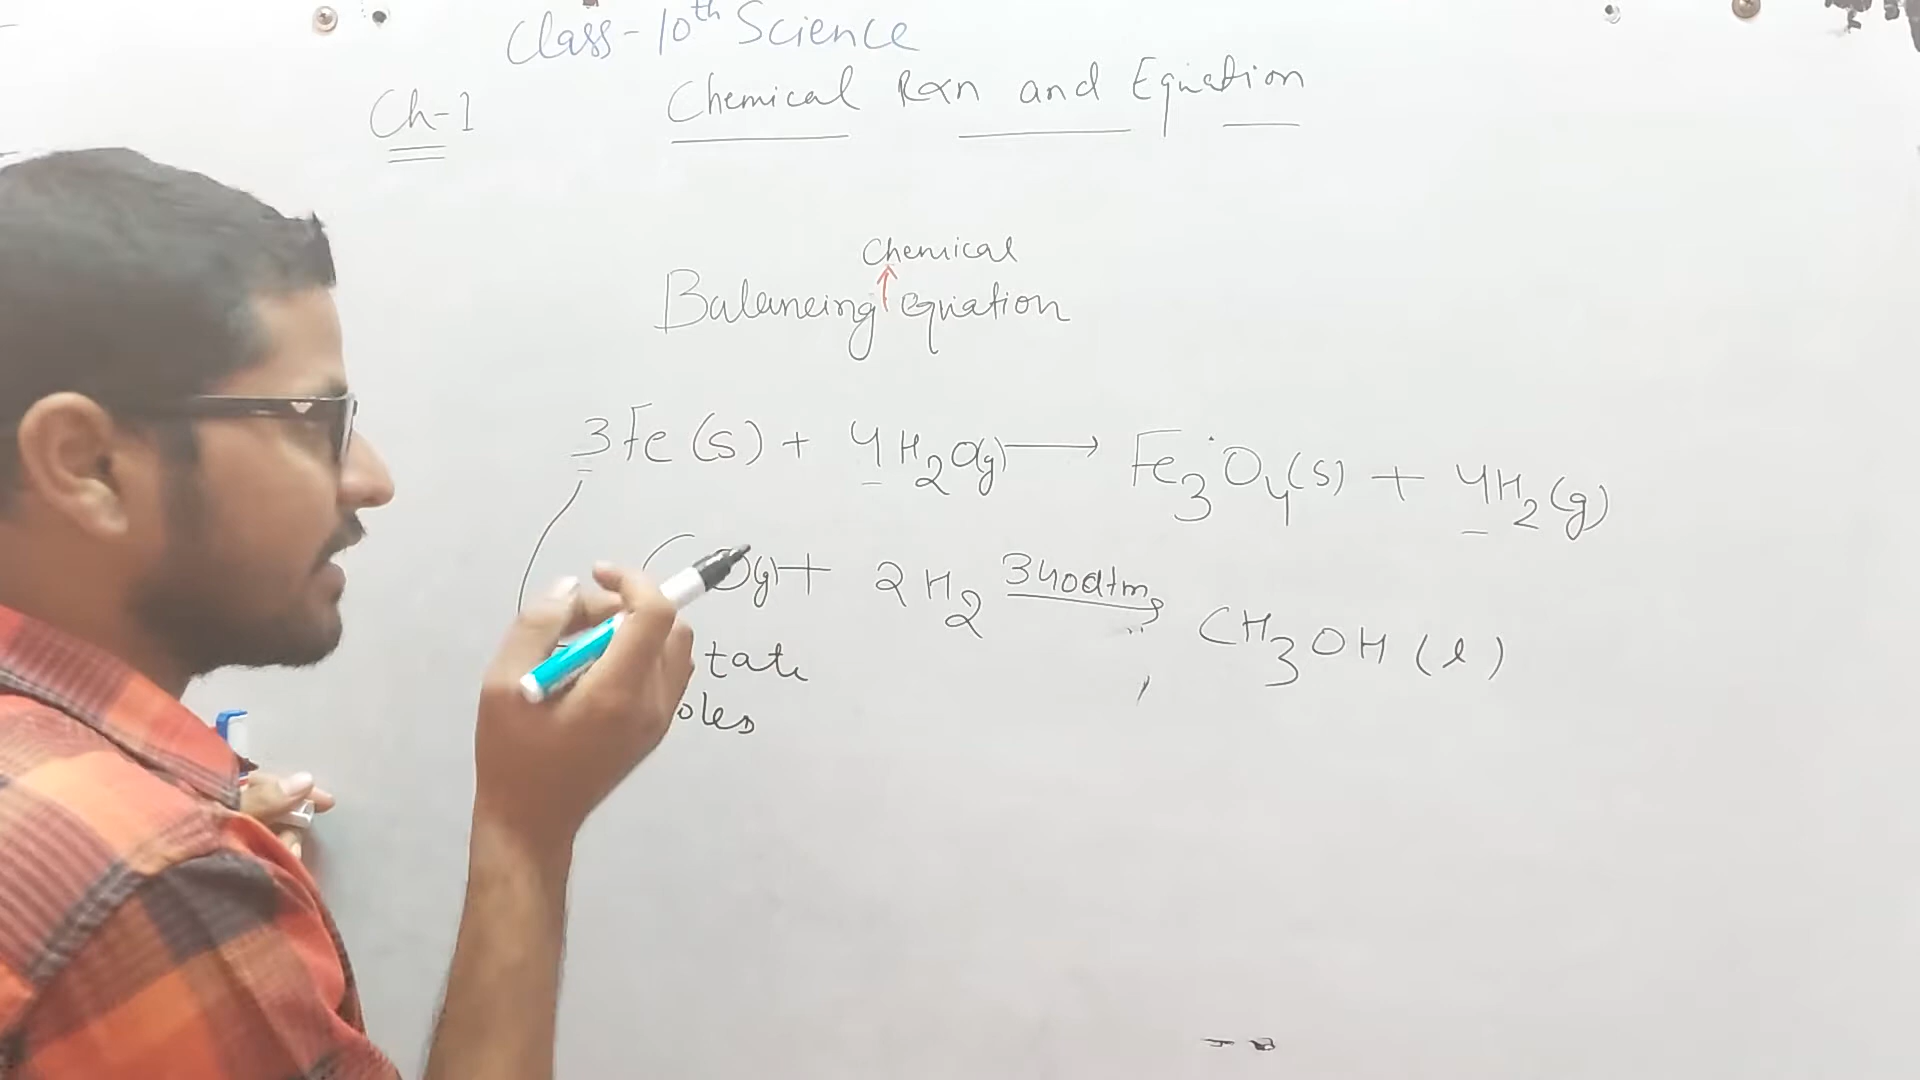 Class-10th Science
Ch-1 Chemical Rxn and Equation
Chemical
Balancing equation
3Fe(s) + 4H2O(g) → Fe3O4(s) + 4H2(g)
O(g) + 2H2 340atm → CH3OH(l)
tate
oles